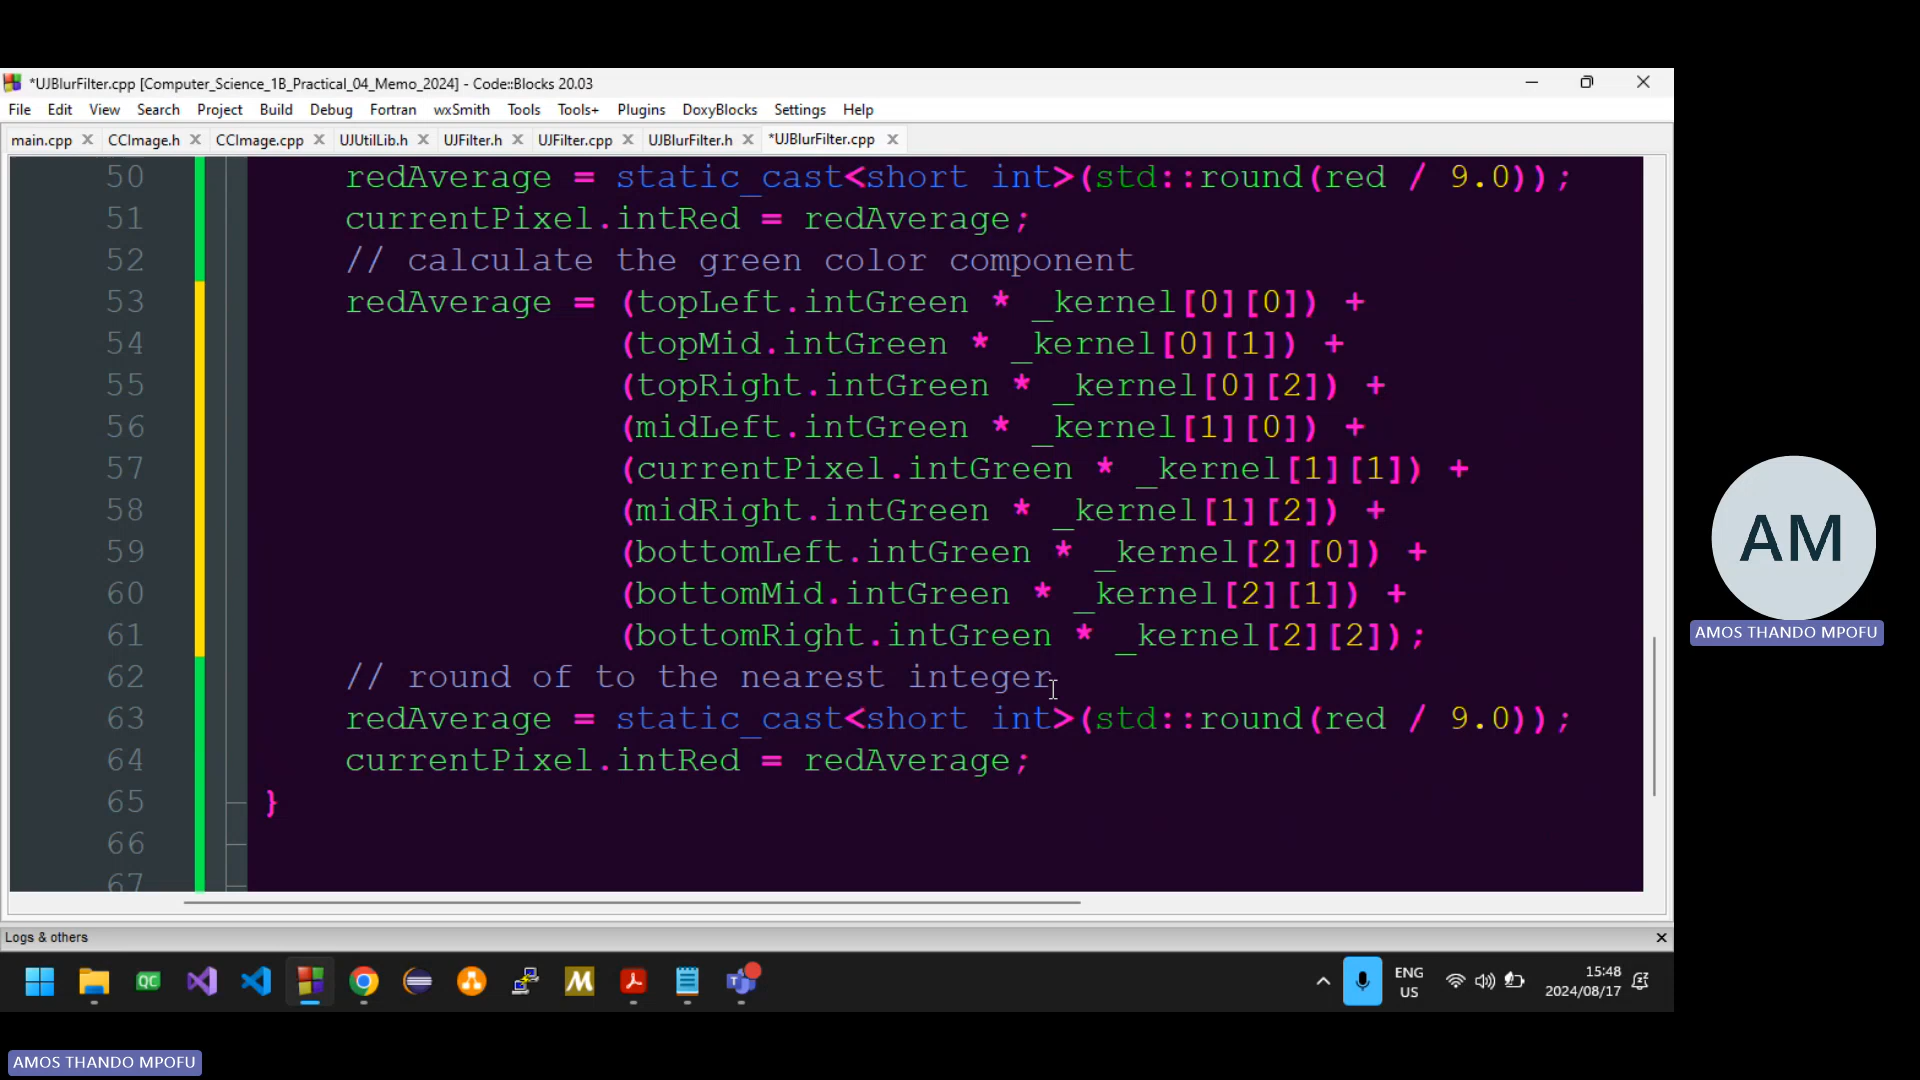 *UJBlurFilter.cpp [Computer_Science_1B_Practical_04_Memo_2024] - Code::Blocks 20.03
File Edit View Search Project Build Debug Fortran wxSmith Tools Tools+ Plugins DoxyBlocks Settings Help
main.cpp CCImage.h CCImage.cpp UJUtilLib.h UJFilter.h UJFilter.cpp UJBlurFilter.h *UJBlurFilter.cpp
50 redAverage = static_cast<short int>(std::round(red / 9.0));
51 currentPixel.intRed = redAverage;
52 // calculate the green color component
53 redAverage = (topLeft.intGreen * _kernel[0][0]) +
54 (topMid.intGreen * _kernel[0][1]) +
55 (topRight.intGreen * _kernel[0][2]) +
56 (midLeft.intGreen * _kernel[1][0]) +
57 (currentPixel.intGreen * _kernel[1][1]) +
58 (midRight.intGreen * _kernel[1][2]) +
59 (bottomLeft.intGreen * _kernel[2][0]) +
60 (bottomMid.intGreen * _kernel[2][1]) +
61 (bottomRight.intGreen * _kernel[2][2]);
62 // round of to the nearest integer
63 redAverage = static_cast<short int>(std::round(red / 9.0));
64 currentPixel.intRed = redAverage;
65 }
66
67
AM
AMOS THANDO MPOFU
Logs & others
QC
M
ENG
US
15:48
2024/08/17
AMOS THANDO MPOFU